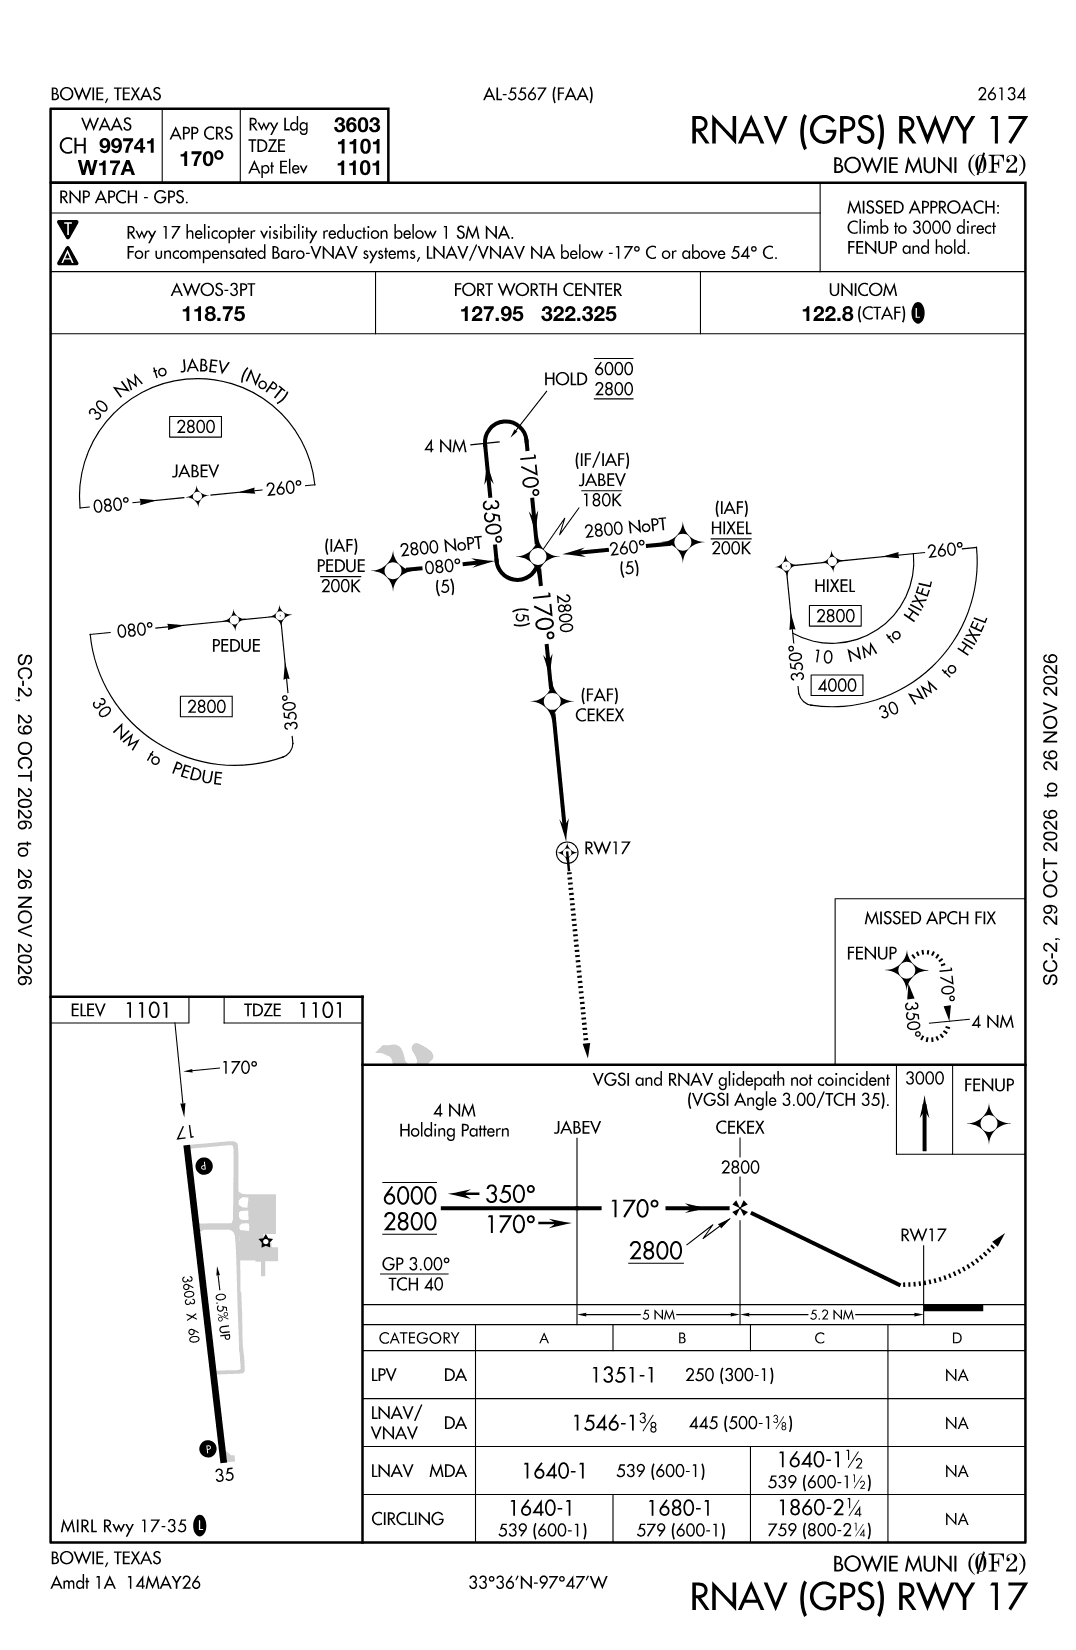 BOWIE, TEXAS
AL-5567 (FAA)
26134
WAAS
CH 99741
W17A
APP CRS
170°
Rwy Ldg 3603
TDZE 1101
Apt Elev 1101
RNAV (GPS) RWY 17
BOWIE MUNI (0F2)
RNP APCH - GPS.
T
Rwy 17 helicopter visibility reduction below 1 SM NA.
A
For uncompensated Baro-VNAV systems, LNAV/VNAV NA below -17° C or above 54° C.
MISSED APPROACH:
Climb to 3000 direct
FENUP and hold.
AWOS-3PT
118.75
FORT WORTH CENTER
127.95 322.325
UNICOM
122.8 (CTAF) L
30 NM to JABEV (NoPT)
2800
JABEV
080°
260°
HOLD 6000
2800
4 NM
170°
350°
(IF/IAF)
JABEV
180K
(IAF)
HIXEL
200K
2800 NoPT
260°
(5)
(IAF)
PEDUE
200K
2800 NoPT
080°
(5)
2800
170°
(5)
(FAF)
CEKEX
RW17
260°
HIXEL
2800
10 NM to HIXEL
350°
4000
30 NM to HIXEL
080°
PEDUE
2800
350°
30 NM to PEDUE
SC-2, 29 OCT 2026 to 26 NOV 2026
SC-2, 29 OCT 2026 to 26 NOV 2026
MISSED APCH FIX
FENUP
170°
350°
4 NM
ELEV 1101
TDZE 1101
170°
17
P
3603 X 60
0.5% UP
P
35
MIRL Rwy 17-35 L
VGSI and RNAV glidepath not coincident
(VGSI Angle 3.00/TCH 35).
3000
FENUP
4 NM
Holding Pattern
JABEV
CEKEX
2800
6000
2800
350°
170°
170°
2800
GP 3.00°
TCH 40
RW17
5 NM
5.2 NM
CATEGORY A B C D
LPV DA 1351-1 250 (300-1) NA
LNAV/
VNAV DA 1546-1⅜ 445 (500-1⅜) NA
LNAV MDA 1640-1 539 (600-1) 1640-1½
539 (600-1½) NA
CIRCLING 1640-1
539 (600-1) 1680-1
579 (600-1) 1860-2¼
759 (800-2¼) NA
BOWIE, TEXAS
Amdt 1A 14MAY26
33°36'N-97°47'W
BOWIE MUNI (0F2)
RNAV (GPS) RWY 17